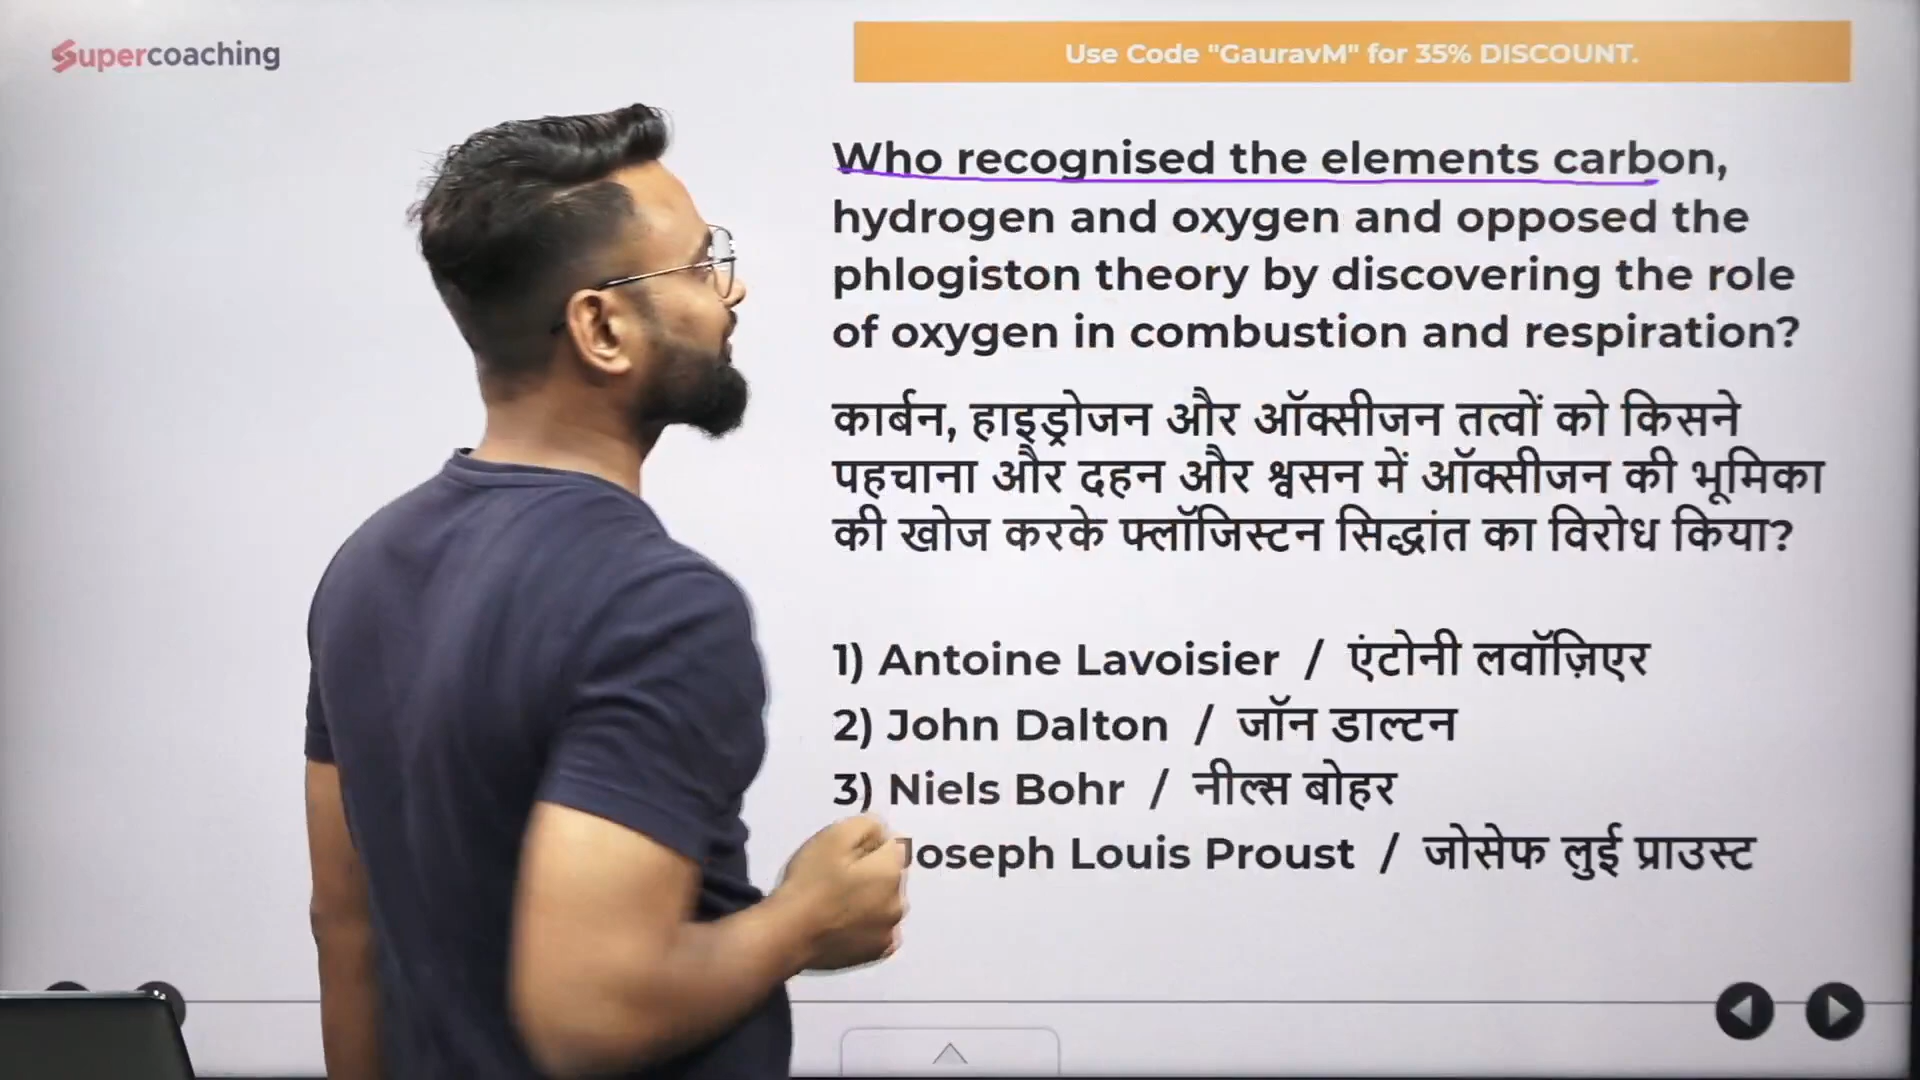 Supercoaching
Use Code "GauravM" for 35% DISCOUNT.
Who recognised the elements carbon,
hydrogen and oxygen and opposed the
phlogiston theory by discovering the role
of oxygen in combustion and respiration?
कार्बन, हाइड्रोजन और ऑक्सीजन तत्वों को किसने
पहचाना और दहन और श्वसन में ऑक्सीजन की भूमिका
की खोज करके फ्लॉजिस्टन सिद्धांत का विरोध किया?
1) Antoine Lavoisier / एंटोनी लवॉज़िएर
2) John Dalton / जॉन डाल्टन
3) Niels Bohr / नील्स बोहर
Joseph Louis Proust / जोसेफ लुई प्राउस्ट